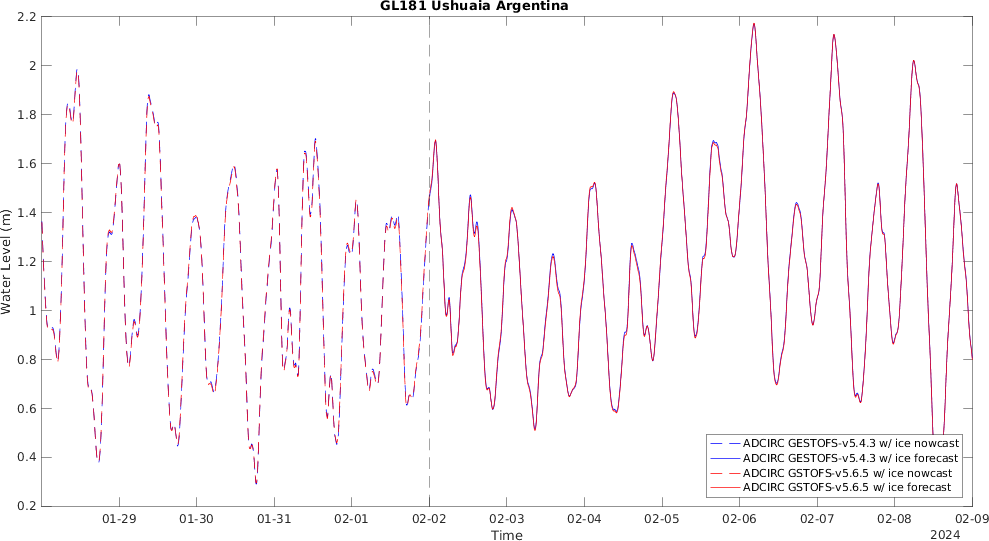 GL181 Ushuaia Argentina
2.2
2
1.8
1.6
1.4
1.2
1
0.8
0.6
0.4
0.2
Water Level (m)
ADCIRC GESTOFS-v5.4.3 w/ ice nowcast
ADCIRC GESTOFS-v5.4.3 w/ ice forecast
ADCIRC GSTOFS-v5.6.5 w/ ice nowcast
ADCIRC GSTOFS-v5.6.5 w/ ice forecast
01-29 01-30 01-31 02-01 02-02 02-03 02-04 02-05 02-06 02-07 02-08 02-09
Time
2024